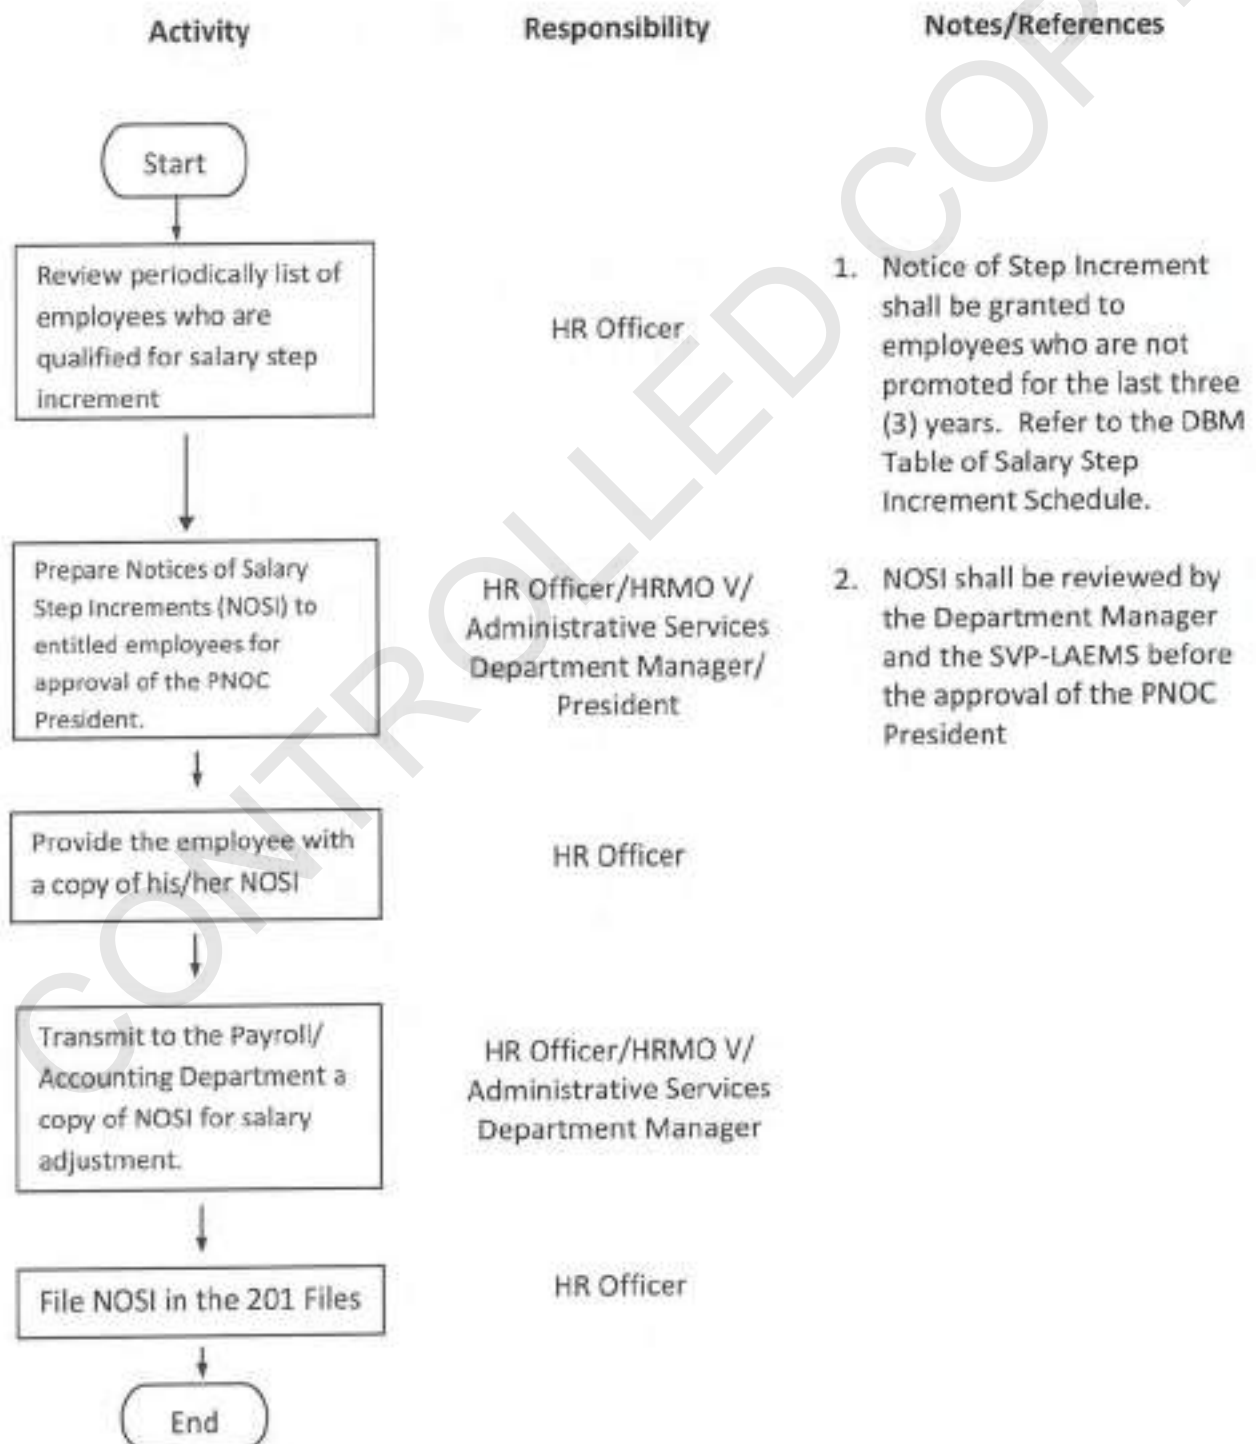 Activity
Responsibility
Notes/References
Start
Review periodically list of
employees who are
qualified for salary step
increment
HR Officer
1. Notice of Step Increment
shall be granted to
employees who are not
promoted for the last three
(3) years. Refer to the DBM
Table of Salary Step
Increment Schedule.
Prepare Notices of Salary
Step Increments (NOSI) to
entitled employees for
approval of the PNOC
President.
HR Officer/HRMO V/
Administrative Services
Department Manager/
President
2. NOSI shall be reviewed by
the Department Manager
and the SVP-LAEMS before
the approval of the PNOC
President
Provide the employee with
a copy of his/her NOSI
HR Officer
Transmit to the Payroll/
Accounting Department a
copy of NOSI for salary
adjustment.
HR Officer/HRMO V/
Administrative Services
Department Manager
File NOSI in the 201 Files
HR Officer
End
CONTROLLED COP